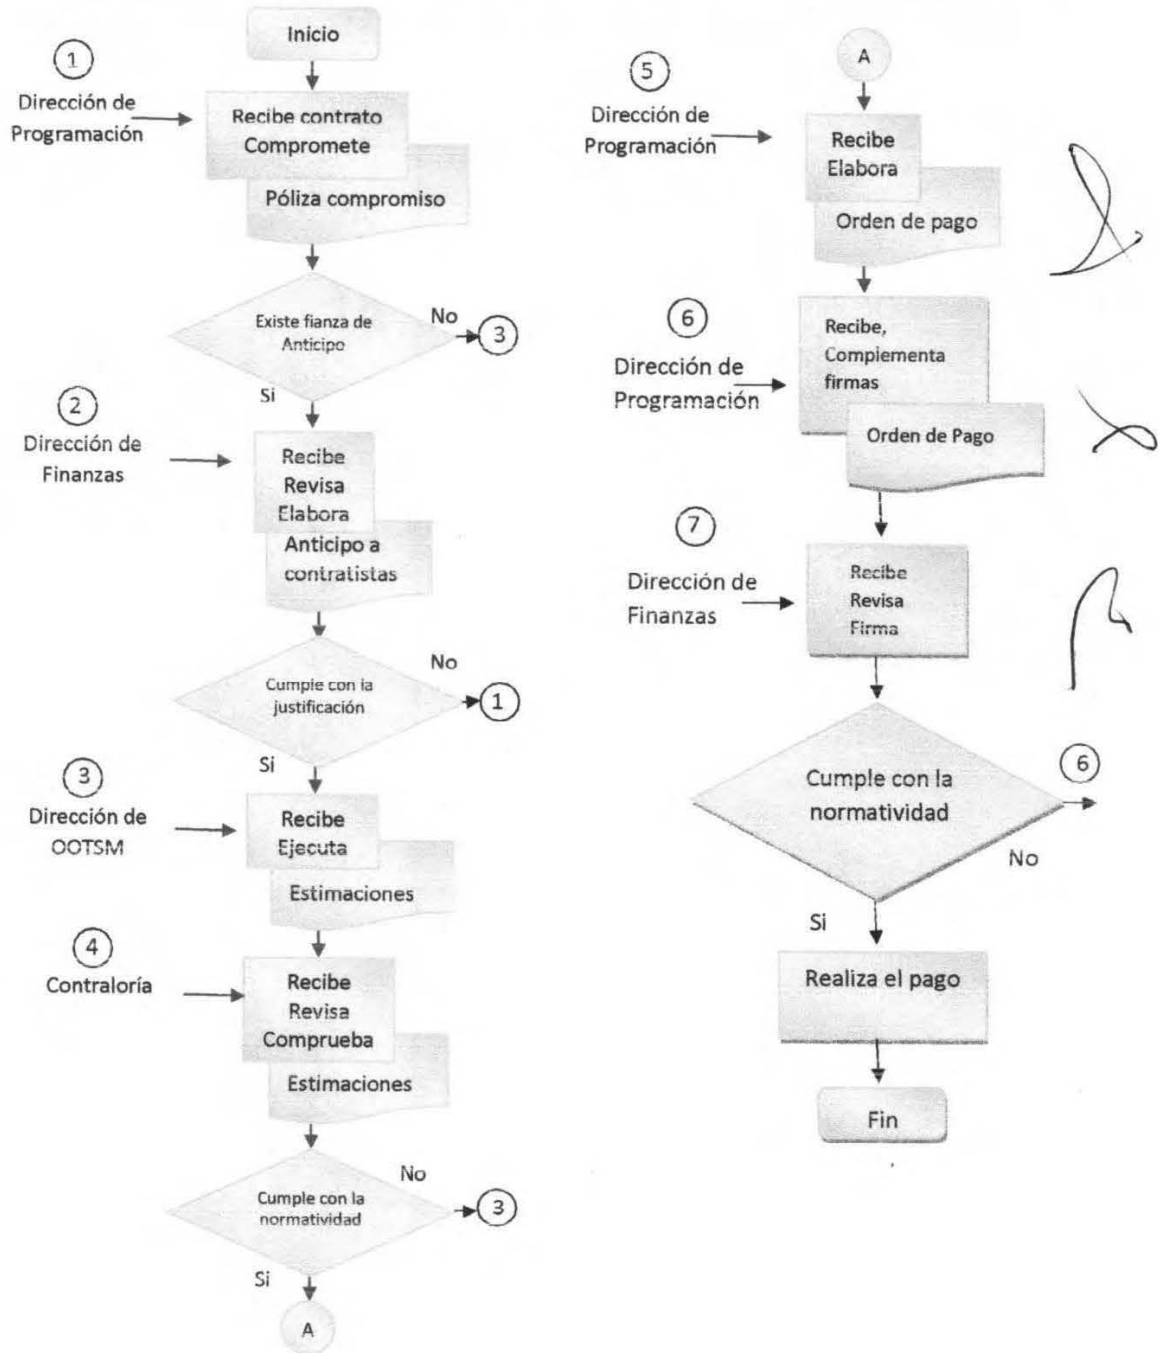 Inicio
1
Dirección de
Programación
Recibe contrato
Compromete
Póliza compromiso
Existe fianza de
Anticipo
No
3
Si
2
Dirección de
Finanzas
Recibe
Revisa
Elabora
Anticipo a
contratistas
No
Cumple con la
justificación
1
Si
3
Dirección de
OOTSM
Recibe
Ejecuta
Estimaciones
4
Contraloría
Recibe
Revisa
Comprueba
Estimaciones
No
Cumple con la
normatividad
3
Si
A
A
5
Dirección de
Programación
Recibe
Elabora
Orden de pago
6
Dirección de
Programación
Recibe,
Complementa
firmas
Orden de Pago
7
Dirección de
Finanzas
Recibe
Revisa
Firma
Cumple con la
normatividad
6
No
Si
Realiza el pago
Fin